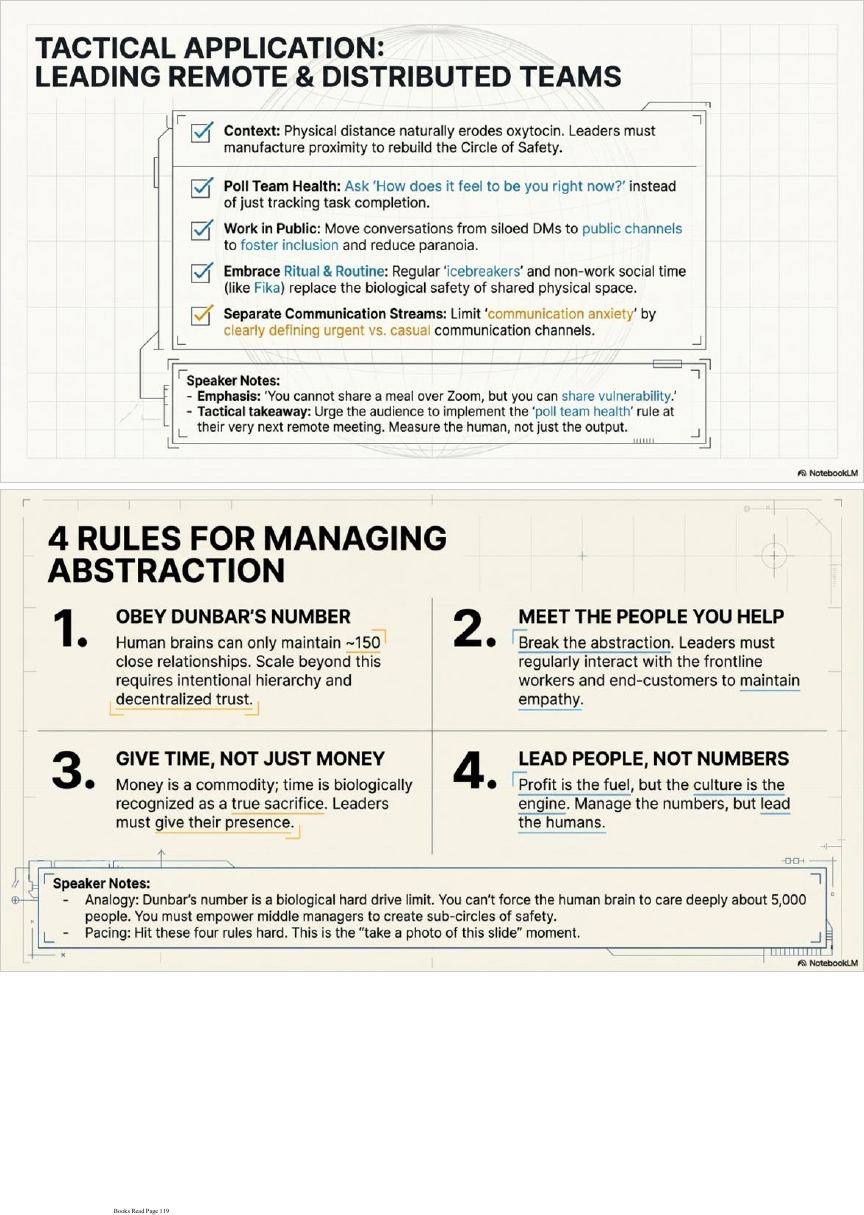 TACTICAL APPLICATION:
LEADING REMOTE & DISTRIBUTED TEAMS
Context: Physical distance naturally erodes oxytocin. Leaders must
manufacture proximity to rebuild the Circle of Safety.
Poll Team Health: Ask ‘How does it feel to be you right now?’ instead
of just tracking task completion.
Work in Public: Move conversations from siloed DMs to public channels
to foster inclusion and reduce paranoia.
Embrace Ritual & Routine: Regular ‘icebreakers’ and non-work social time
(like Fika) replace the biological safety of shared physical space.
Separate Communication Streams: Limit ‘communication anxiety’ by
clearly defining urgent vs. casual communication channels.
Speaker Notes:
- Emphasis: ‘You cannot share a meal over Zoom, but you can share vulnerability.’
- Tactical takeaway: Urge the audience to implement the ‘poll team health’ rule at
their very next remote meeting. Measure the human, not just the output.
NotebookLM
4 RULES FOR MANAGING
ABSTRACTION
1. OBEY DUNBAR’S NUMBER
Human brains can only maintain ~150
close relationships. Scale beyond this
requires intentional hierarchy and
decentralized trust.
2. MEET THE PEOPLE YOU HELP
Break the abstraction. Leaders must
regularly interact with the frontline
workers and end-customers to maintain
empathy.
3. GIVE TIME, NOT JUST MONEY
Money is a commodity; time is biologically
recognized as a true sacrifice. Leaders
must give their presence.
4. LEAD PEOPLE, NOT NUMBERS
Profit is the fuel, but the culture is the
engine. Manage the numbers, but lead
the humans.
Speaker Notes:
- Analogy: Dunbar’s number is a biological hard drive limit. You can’t force the human brain to care deeply about 5,000
people. You must empower middle managers to create sub-circles of safety.
- Pacing: Hit these four rules hard. This is the “take a photo of this slide” moment.
NotebookLM
Books Read Page 119